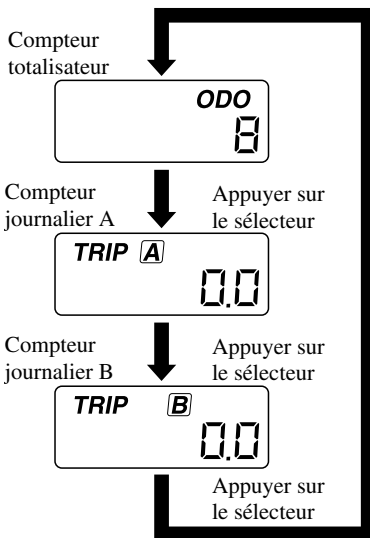 Compteur
totalisateur
ODO
8
Compteur
journalier A
Appuyer sur
le sélecteur
TRIP A
0.0
Compteur
journalier B
Appuyer sur
le sélecteur
TRIP B
0.0
Appuyer sur
le sélecteur